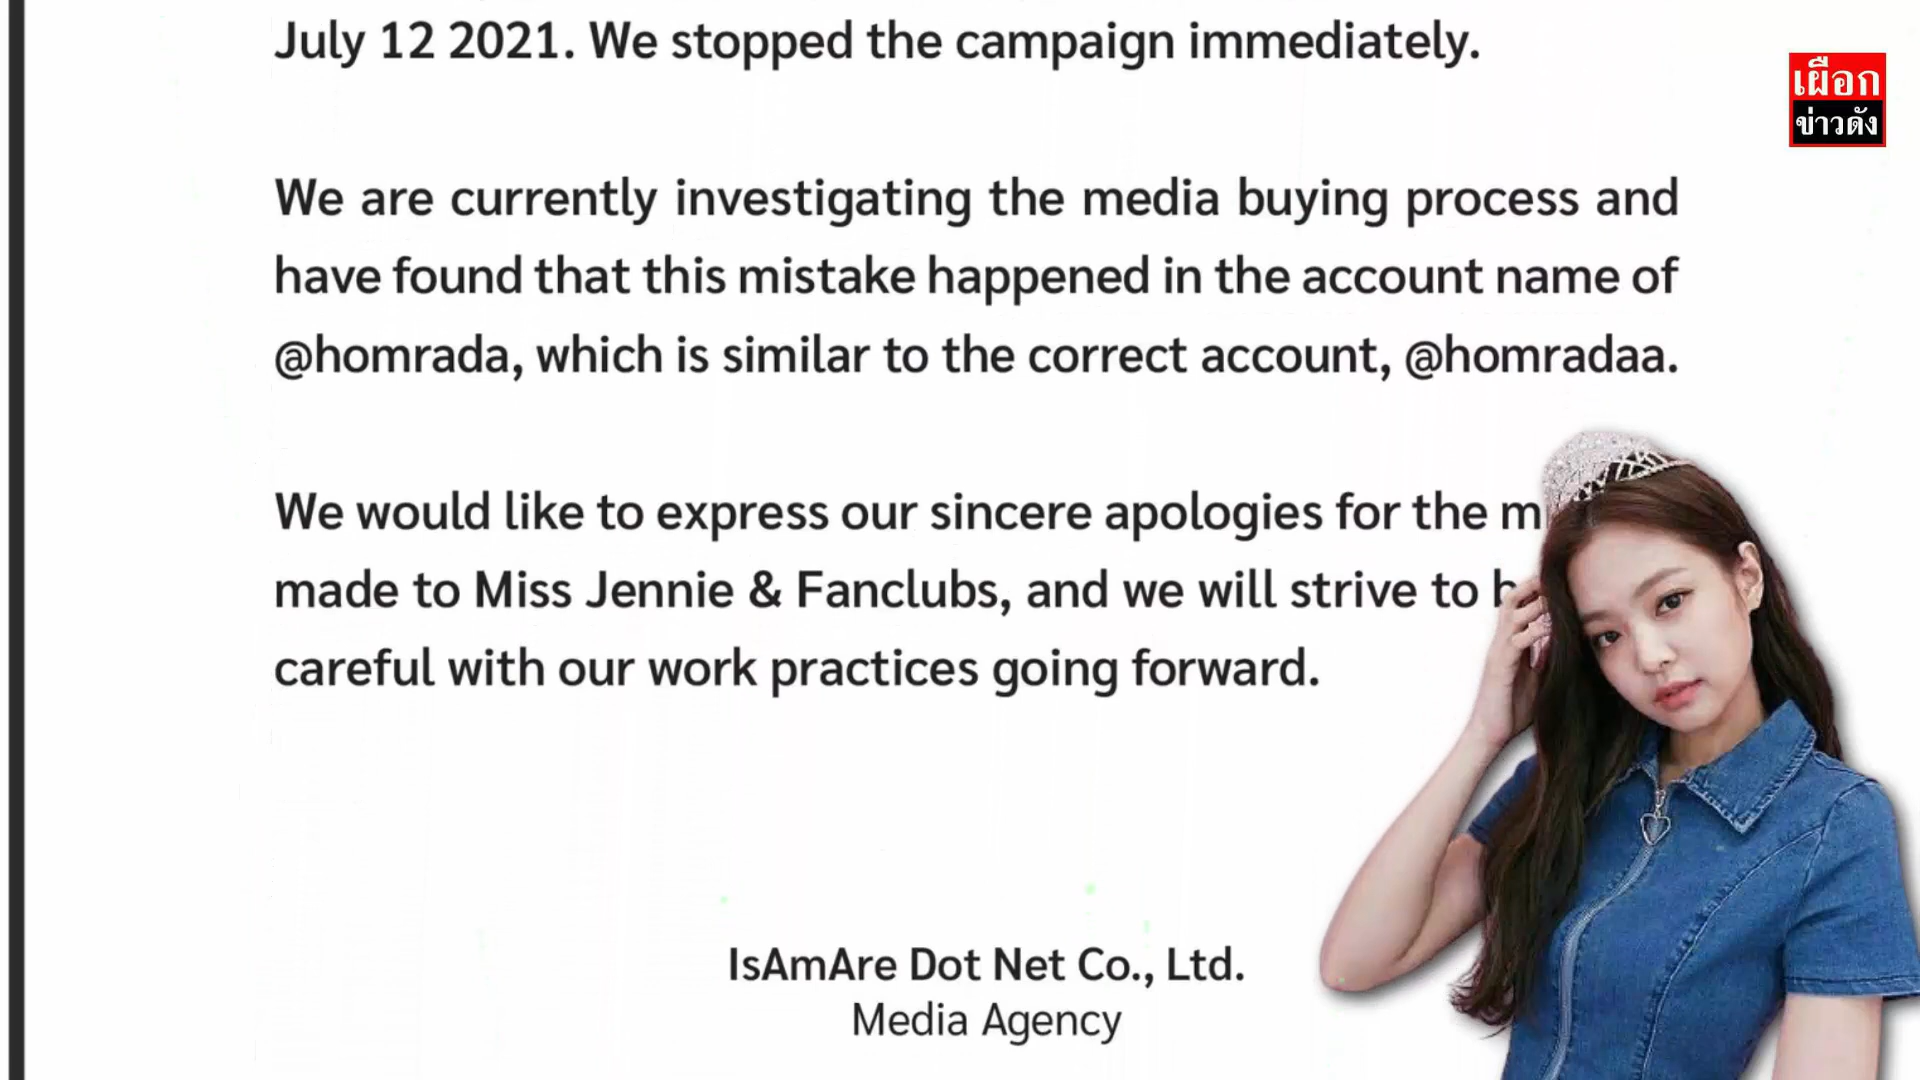 July 12 2021. We stopped the campaign immediately.
เผือก
ข่าวดัง
We are currently investigating the media buying process and
have found that this mistake happened in the account name of
@homrada, which is similar to the correct account, @homradaa.
We would like to express our sincere apologies for the
made to Miss Jennie & Fanclubs, and we will strive to
careful with our work practices going forward.
IsAmAre Dot Net Co., Ltd.
Media Agency